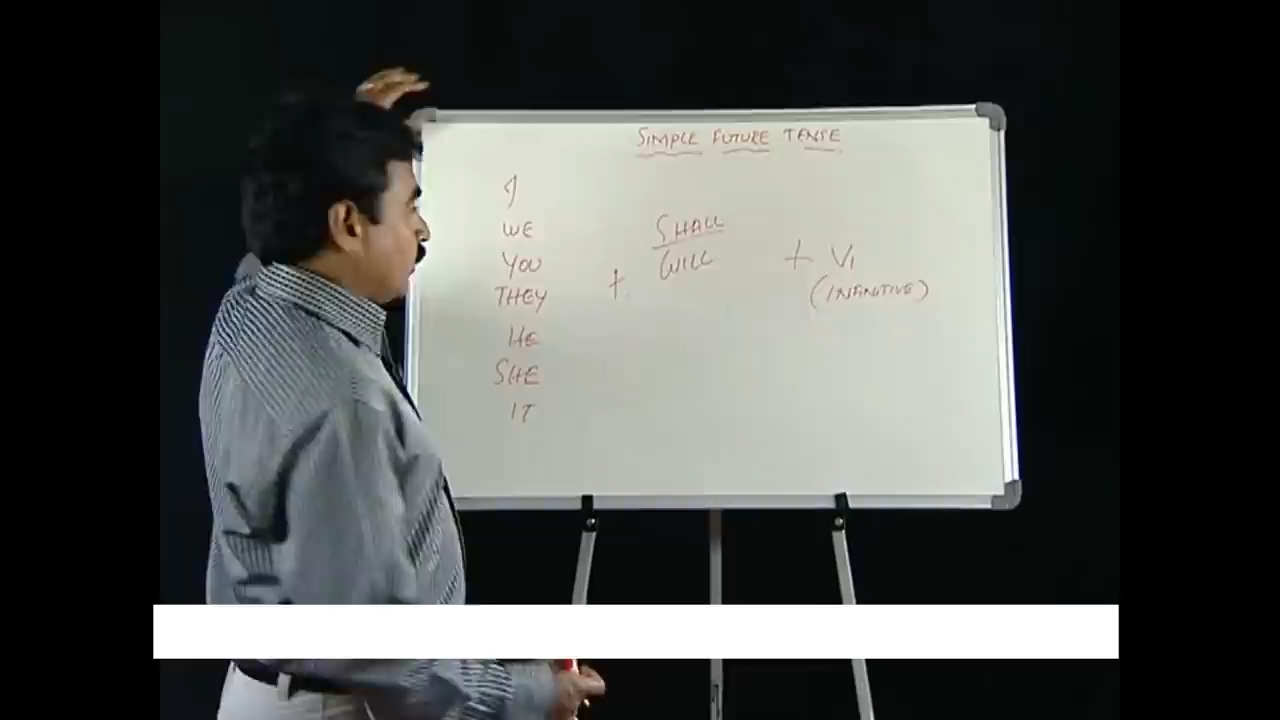 SIMPLE FUTURE TENSE
I
WE
YOU
THEY
HE
SHE
IT
+
SHALL
WILL
+ V1
(INFINITIVE)